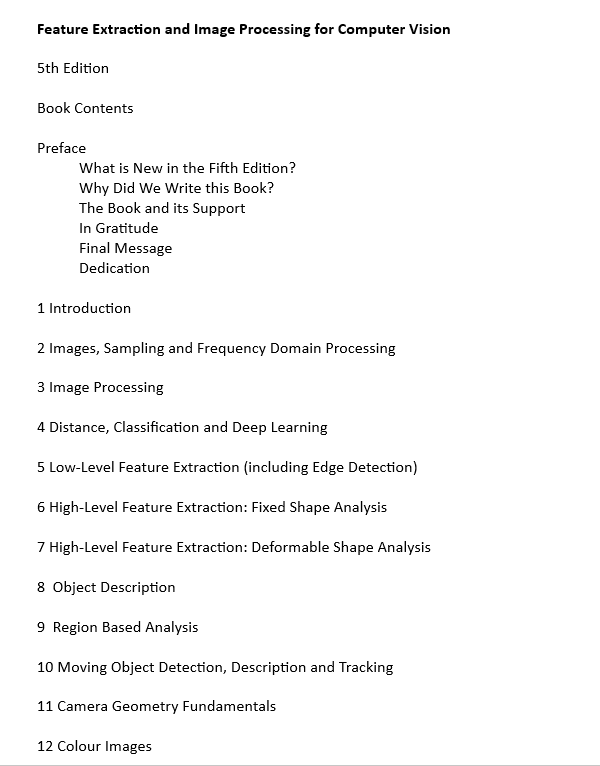 Feature Extraction and Image Processing for Computer Vision
5th Edition
Book Contents
Preface
What is New in the Fifth Edition?
Why Did We Write this Book?
The Book and its Support
In Gratitude
Final Message
Dedication
1 Introduction
2 Images, Sampling and Frequency Domain Processing
3 Image Processing
4 Distance, Classification and Deep Learning
5 Low-Level Feature Extraction (including Edge Detection)
6 High-Level Feature Extraction: Fixed Shape Analysis
7 High-Level Feature Extraction: Deformable Shape Analysis
8  Object Description
9  Region Based Analysis
10 Moving Object Detection, Description and Tracking
11 Camera Geometry Fundamentals
12 Colour Images